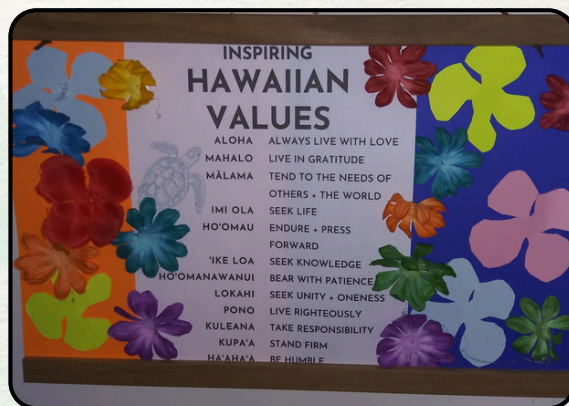 INSPIRING
HAWAIIAN
VALUES
ALOHA ALWAYS LIVE WITH LOVE
MAHALO LIVE IN GRATITUDE
MĀLAMA TEND TO THE NEEDS OF
OTHERS + THE WORLD
IMI OLA SEEK LIFE
HO'OMAU ENDURE + PRESS
FORWARD
'IKE LOA SEEK KNOWLEDGE
HO'OMANAWANUI BEAR WITH PATIENCE
LOKAHI SEEK UNITY + ONENESS
PONO LIVE RIGHTEOUSLY
KULEANA TAKE RESPONSIBILITY
KUPA'A STAND FIRM
HA'AHA'A BE HUMBLE